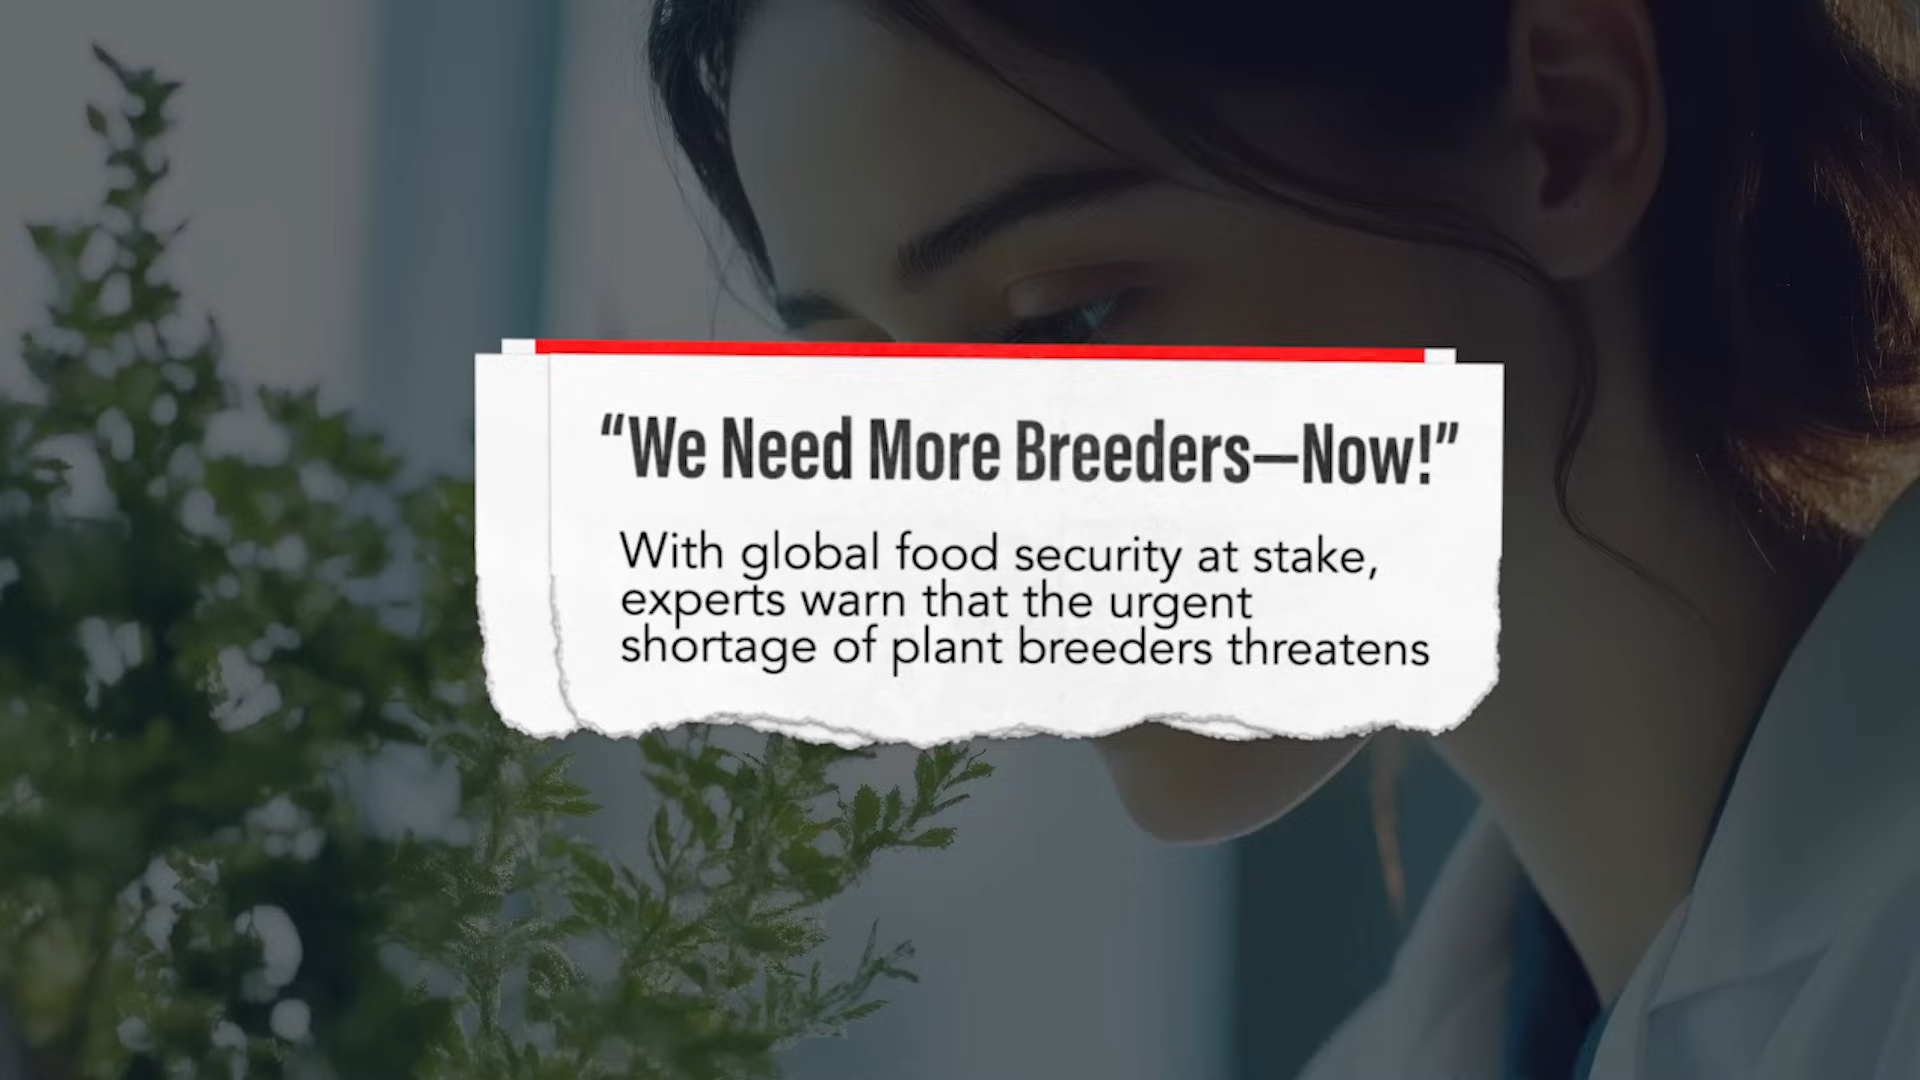 “We Need More Breeders—Now!”
With global food security at stake,
experts warn that the urgent
shortage of plant breeders threatens